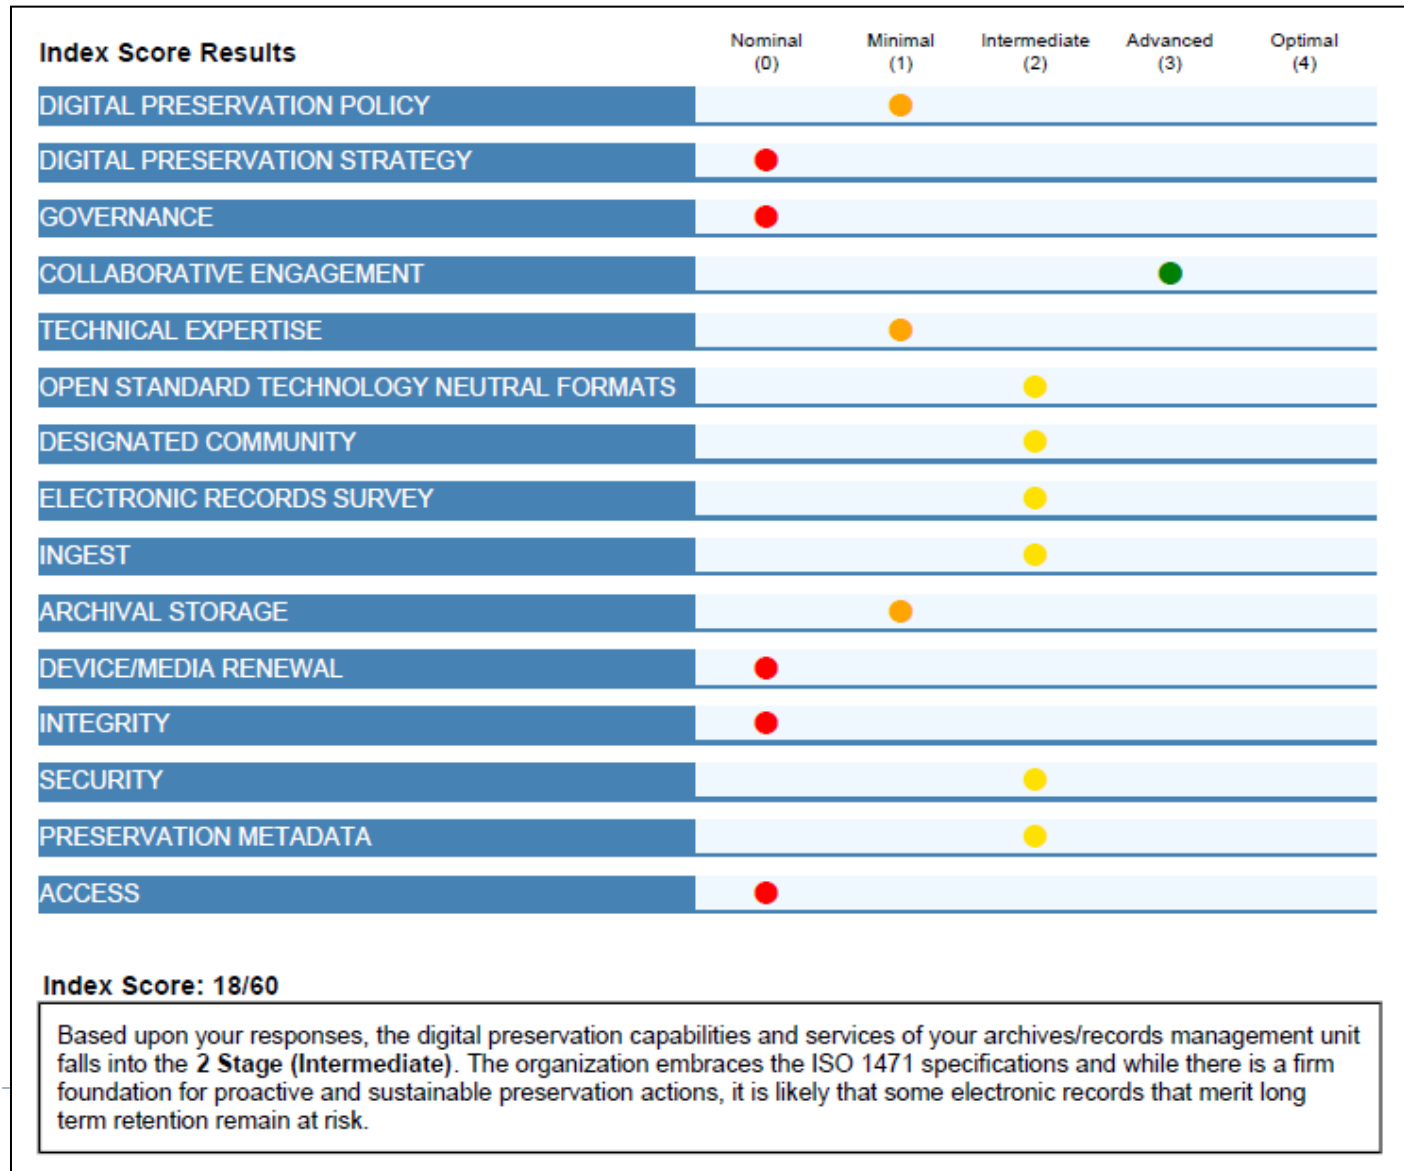 Index Score Results
Nominal (0)
Minimal (1)
Intermediate (2)
Advanced (3)
Optimal (4)
DIGITAL PRESERVATION POLICY
DIGITAL PRESERVATION STRATEGY
GOVERNANCE
COLLABORATIVE ENGAGEMENT
TECHNICAL EXPERTISE
OPEN STANDARD TECHNOLOGY NEUTRAL FORMATS
DESIGNATED COMMUNITY
ELECTRONIC RECORDS SURVEY
INGEST
ARCHIVAL STORAGE
DEVICE/MEDIA RENEWAL
INTEGRITY
SECURITY
PRESERVATION METADATA
ACCESS
Index Score: 18/60
Based upon your responses, the digital preservation capabilities and services of your archives/records management unit
falls into the 2 Stage (Intermediate). The organization embraces the ISO 1471 specifications and while there is a firm
foundation for proactive and sustainable preservation actions, it is likely that some electronic records that merit long
term retention remain at risk.